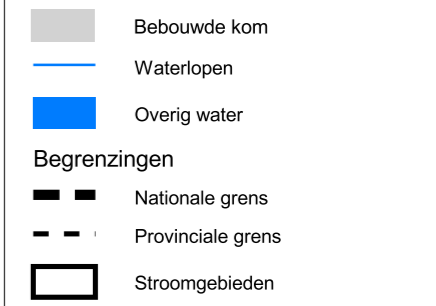 Bebouwde kom
Waterlopen
Overig water
Begrenzingen
Nationale grens
Provinciale grens
Stroomgebieden